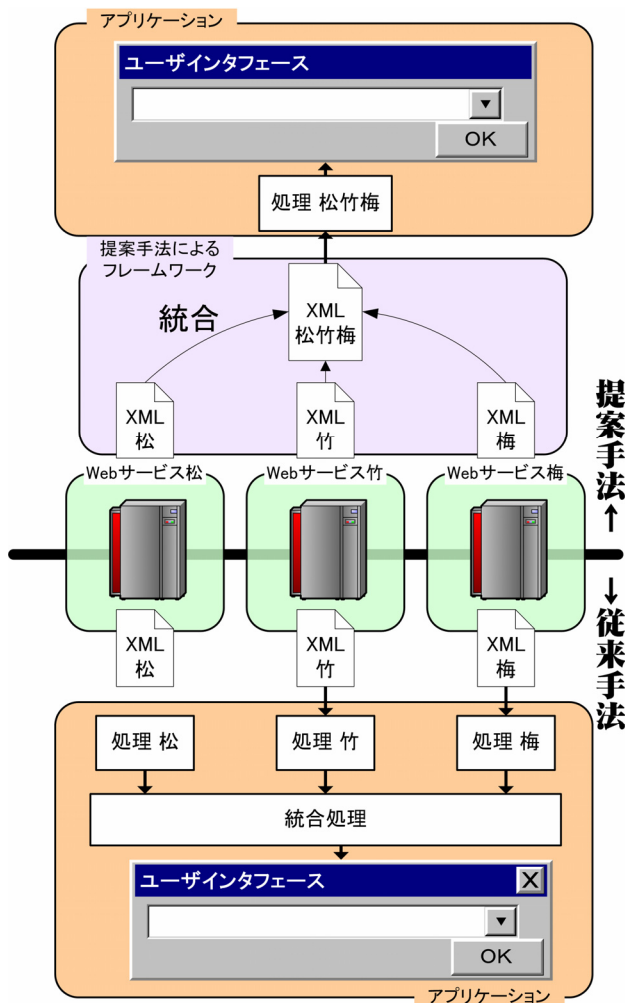 アプリケーション
ユーザインタフェース
OK
処理 松竹梅
提案手法による
フレームワーク
統合
XML
松竹梅
XML
松
XML
竹
XML
梅
提案手法↑
Webサービス松
Webサービス竹
Webサービス梅
↓従来手法
XML
松
XML
竹
XML
梅
処理 松
処理 竹
処理 梅
統合処理
ユーザインタフェース
X
OK
アプリケーション